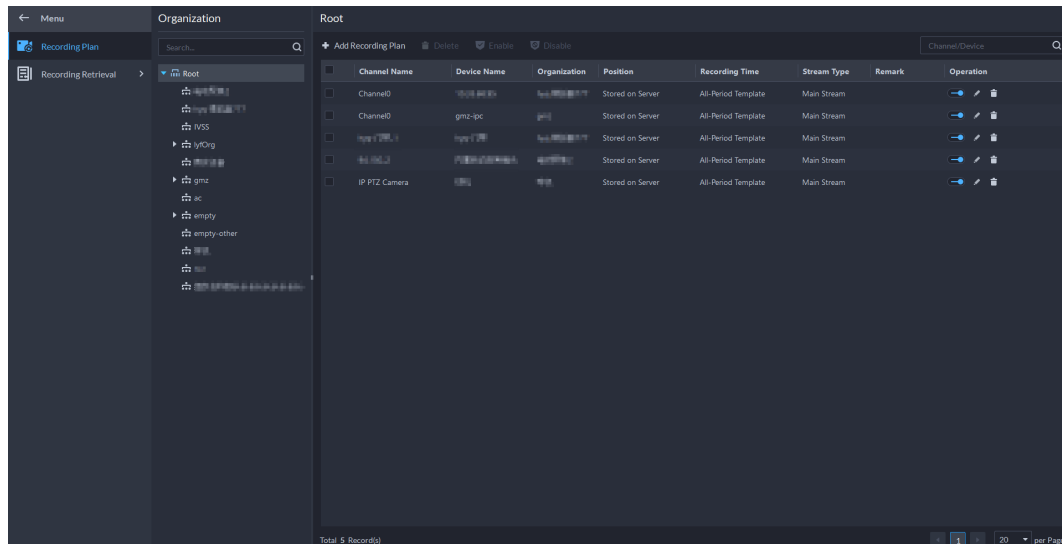 Menu
Recording Plan
Recording Retrieval
Organization
Search...
Root
IVSS
lyfOrg
gmz
ac
empty
empty-other
Root
Add Recording Plan Delete Enable Disable
Channel/Device
Channel Name Device Name Organization Position Recording Time Stream Type Remark Operation
Channel0 Stored on Server All-Period Template Main Stream
Channel0 gmz-ipc Stored on Server All-Period Template Main Stream
Stored on Server All-Period Template Main Stream
Stored on Server All-Period Template Main Stream
IP PTZ Camera Stored on Server All-Period Template Main Stream
Total 5 Record(s)
1 20 per Page